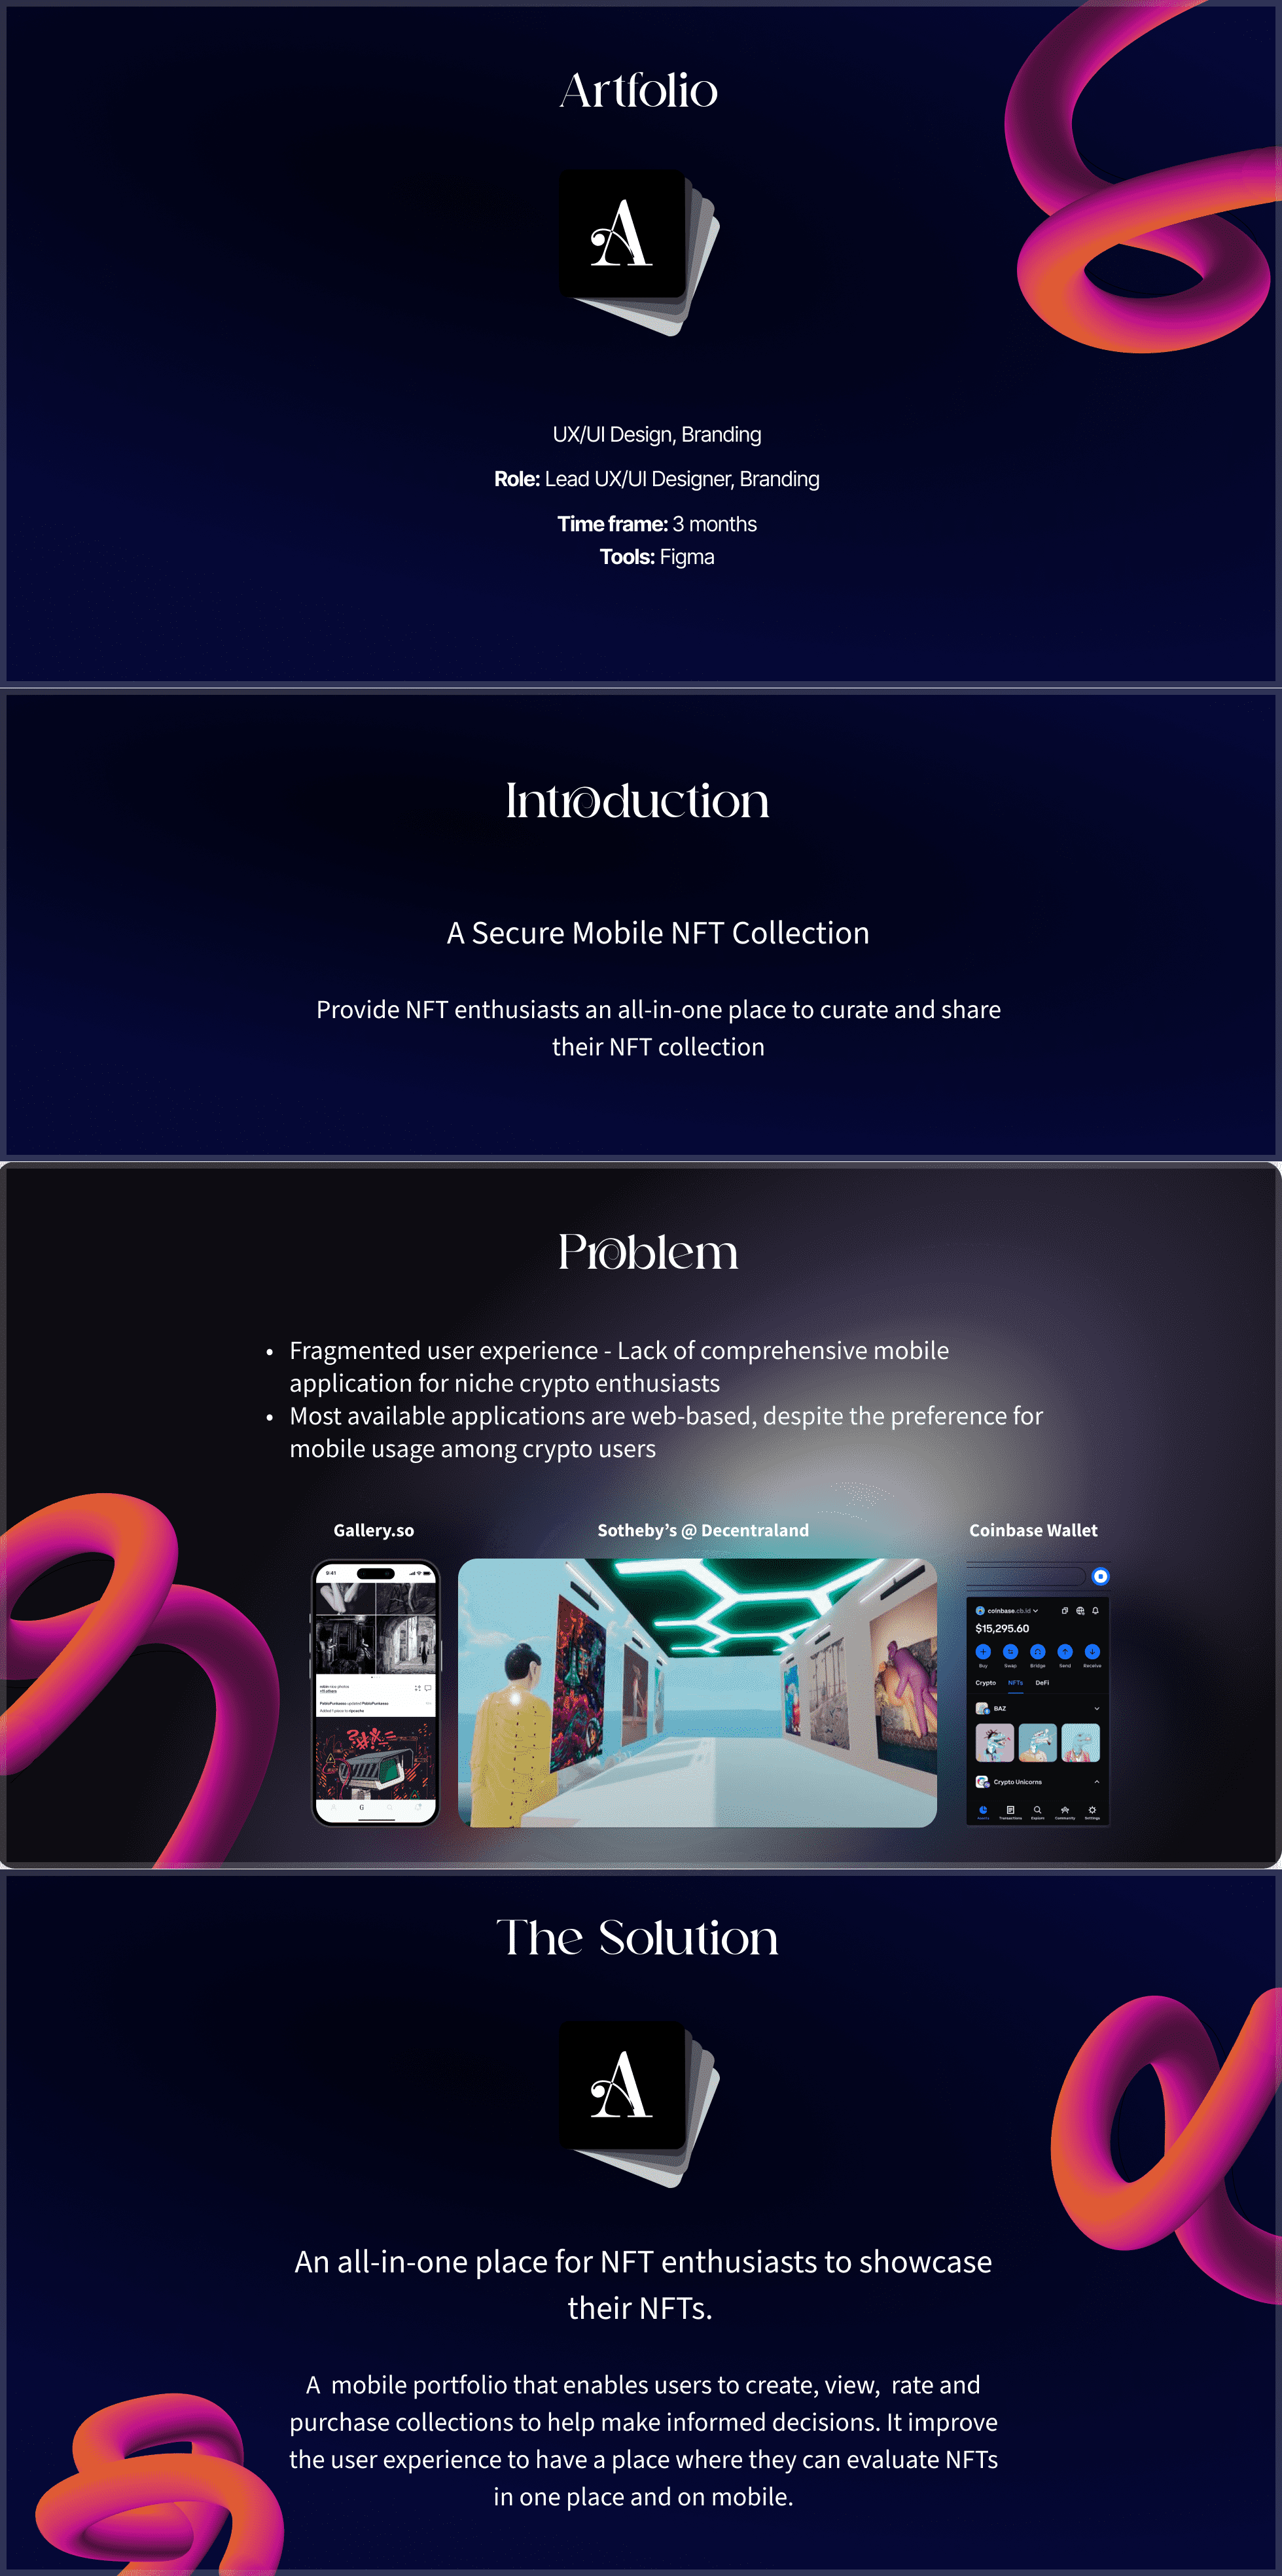 Artfolio
A
UX/UI Design, Branding
Role: Lead UX/UI Designer, Branding
Time frame: 3 months
Tools: Figma
Introduction
A Secure Mobile NFT Collection
Provide NFT enthusiasts an all-in-one place to curate and share
their NFT collection
Problem
• Fragmented user experience - Lack of comprehensive mobile
application for niche crypto enthusiasts
• Most available applications are web-based, despite the preference for
mobile usage among crypto users
Gallery.so
Sotheby’s @ Decentraland
Coinbase Wallet
9:41
G
coinbase.cb.id
$15,295.60
Buy Swap Bridge Send Receive
Crypto NFTs DeFi
BAZ
Crypto Unicorns
Assets Transactions Explore Community Settings
The Solution
A
An all-in-one place for NFT enthusiasts to showcase
their NFTs.
A mobile portfolio that enables users to create, view, rate and
purchase collections to help make informed decisions. It improve
the user experience to have a place where they can evaluate NFTs
in one place and on mobile.